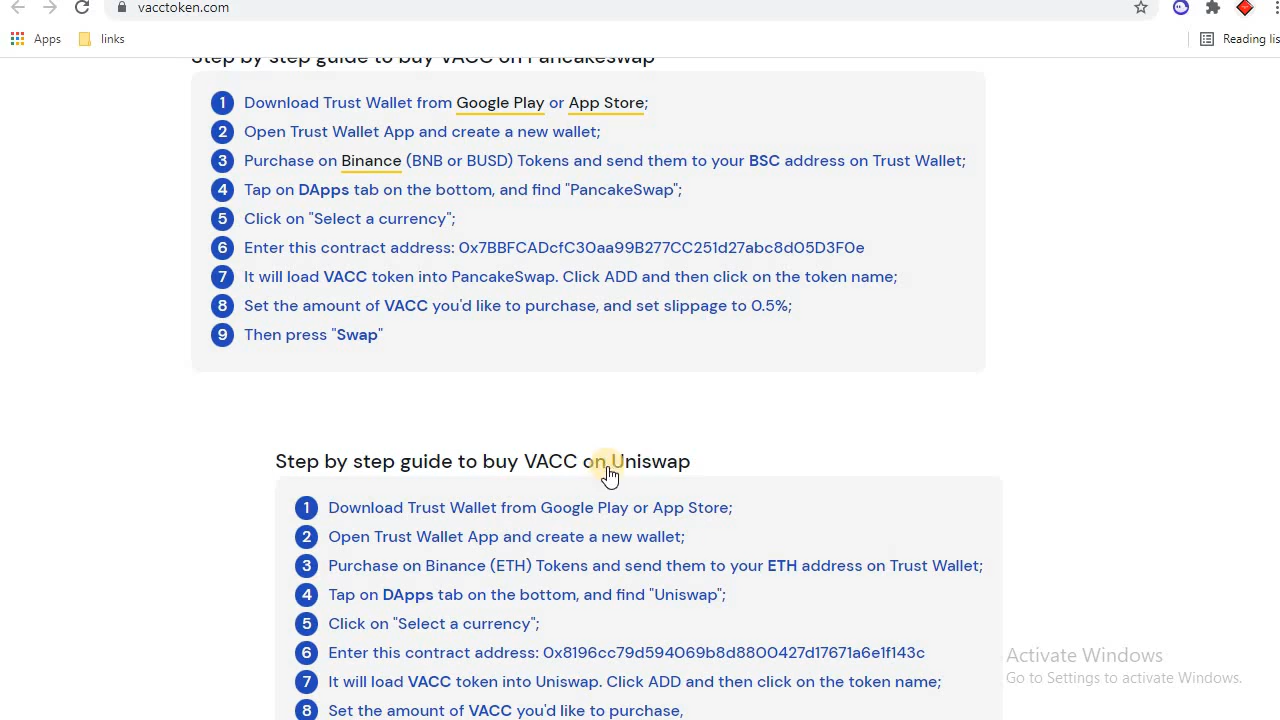 vacctoken.com
Apps
links
Reading lis
Step by step guide to buy VACC on Pancakeswap
1 Download Trust Wallet from Google Play or App Store;
2 Open Trust Wallet App and create a new wallet;
3 Purchase on Binance (BNB or BUSD) Tokens and send them to your BSC address on Trust Wallet;
4 Tap on DApps tab on the bottom, and find "PancakeSwap";
5 Click on "Select a currency";
6 Enter this contract address: 0x7BBFCADcfC30aa99B277CC251d27abc8d05D3F0e
7 It will load VACC token into PancakeSwap. Click ADD and then click on the token name;
8 Set the amount of VACC you'd like to purchase, and set slippage to 0.5%;
9 Then press "Swap"
Step by step guide to buy VACC on Uniswap
1 Download Trust Wallet from Google Play or App Store;
2 Open Trust Wallet App and create a new wallet;
3 Purchase on Binance (ETH) Tokens and send them to your ETH address on Trust Wallet;
4 Tap on DApps tab on the bottom, and find "Uniswap";
5 Click on "Select a currency";
6 Enter this contract address: 0x8196cc79d594069b8d8800427d17671a6e1f143c
7 It will load VACC token into Uniswap. Click ADD and then click on the token name;
8 Set the amount of VACC you'd like to purchase,
Activate Windows
Go to Settings to activate Windows.